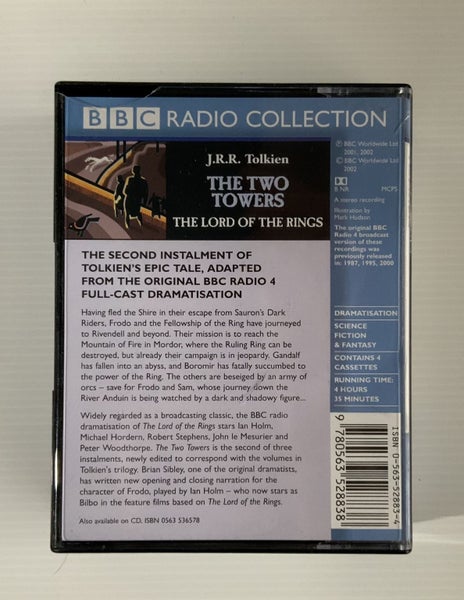 BBC RADIO COLLECTION
J.R.R. Tolkien
THE TWO
TOWERS
THE LORD OF THE RINGS
THE SECOND INSTALMENT OF
TOLKIEN'S EPIC TALE, ADAPTED
FROM THE ORIGINAL BBC RADIO 4
FULL-CAST DRAMATISATION
Having fled the Shire in their escape from Sauron's Dark
Riders, Frodo and the Fellowship of the Ring have journeyed
to Rivendell and beyond. Their mission is to reach the
Mountain of Fire in Mordor, where the Ruling Ring can be
destroyed, but already their campaign is in jeopardy. Gandalf
has fallen into an abyss, and Boromir has fatally succumbed to
the power of the Ring. The others are besieged by an army of
orcs – save for Frodo and Sam, whose journey down the
River Anduin is being watched by a dark and shadowy figure...
Widely regarded as a broadcasting classic, the BBC radio
dramatisation of The Lord of the Rings stars Ian Holm,
Michael Hordern, Robert Stephens, John le Mesurier and
Peter Woodthorpe. The Two Towers is the second of three
instalments, newly edited to correspond with the volumes in
Tolkien's trilogy. Brian Sibley, one of the original dramatists,
has written new opening and closing narration for the
character of Frodo, played by Ian Holm – who now stars as
Bilbo in the feature films based on The Lord of the Rings.
Also available on CD, ISBN 0563 536578
℗ BBC Worldwide Ltd
2001, 2002
© BBC Worldwide Ltd
2002
B NR MCPS
A stereo recording
Illustration by
Mark Hudson
The original BBC
Radio 4 broadcast
version of these
recordings was
previously released
in: 1987, 1995, 2000
DRAMATISATION
SCIENCE
FICTION
& FANTASY
CONTAINS 4
CASSETTES
RUNNING TIME:
4 HOURS
35 MINUTES
ISBN 0-563-52883-4
9 780563 528838